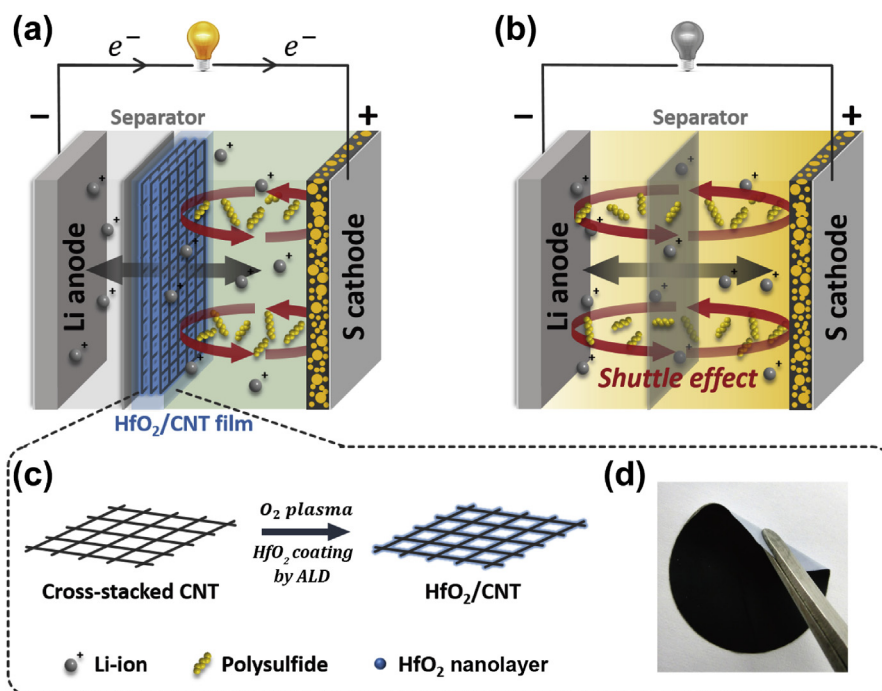 (a)
e⁻
e⁻
−
Separator
+
Li anode
S cathode
+
+
+
+
+
+
+
+
+
+
HfO₂/CNT film
(b)
−
Separator
+
Li anode
S cathode
+
+
+
+
+
+
+
+
Shuttle effect
(c)
O₂ plasma
HfO₂ coating
by ALD
Cross-stacked CNT
HfO₂/CNT
(d)
+
Li-ion
Polysulfide
HfO₂ nanolayer